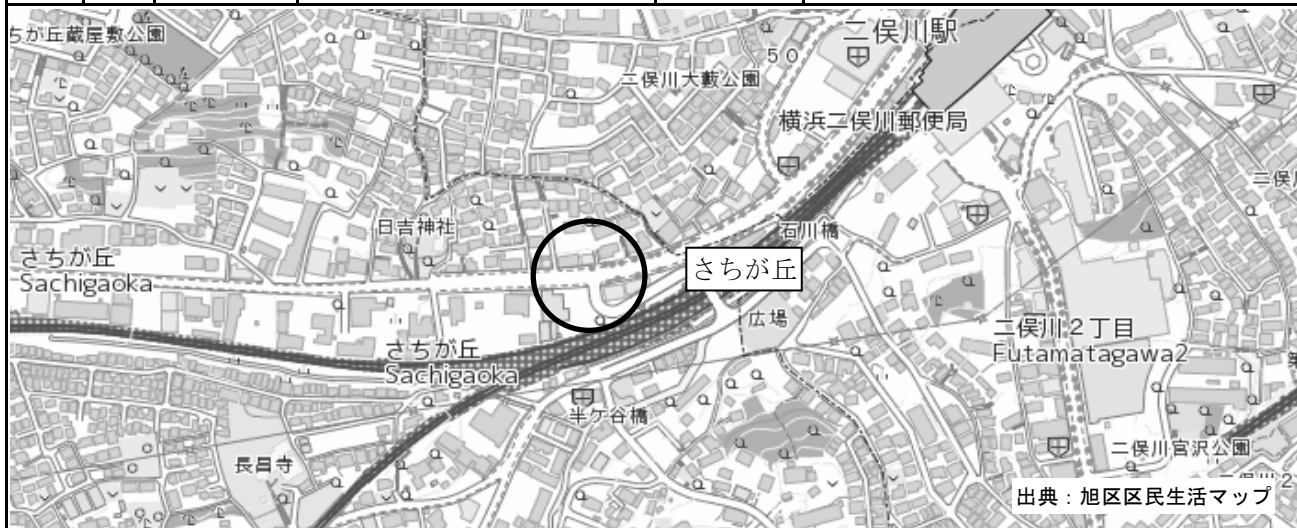 ちが丘蔵屋敷公園
二俣川駅
50
二俣川大藪公園
横浜二俣川郵便局
二俣川
日吉神社
石川橋
さちが丘
Sachigaoka
さちが丘
広場
二俣川2丁目
Futamatagawa2
さちが丘
Sachigaoka
半ケ谷橋
長昌寺
二俣川宮沢公園
出典：旭区区民生活マップ